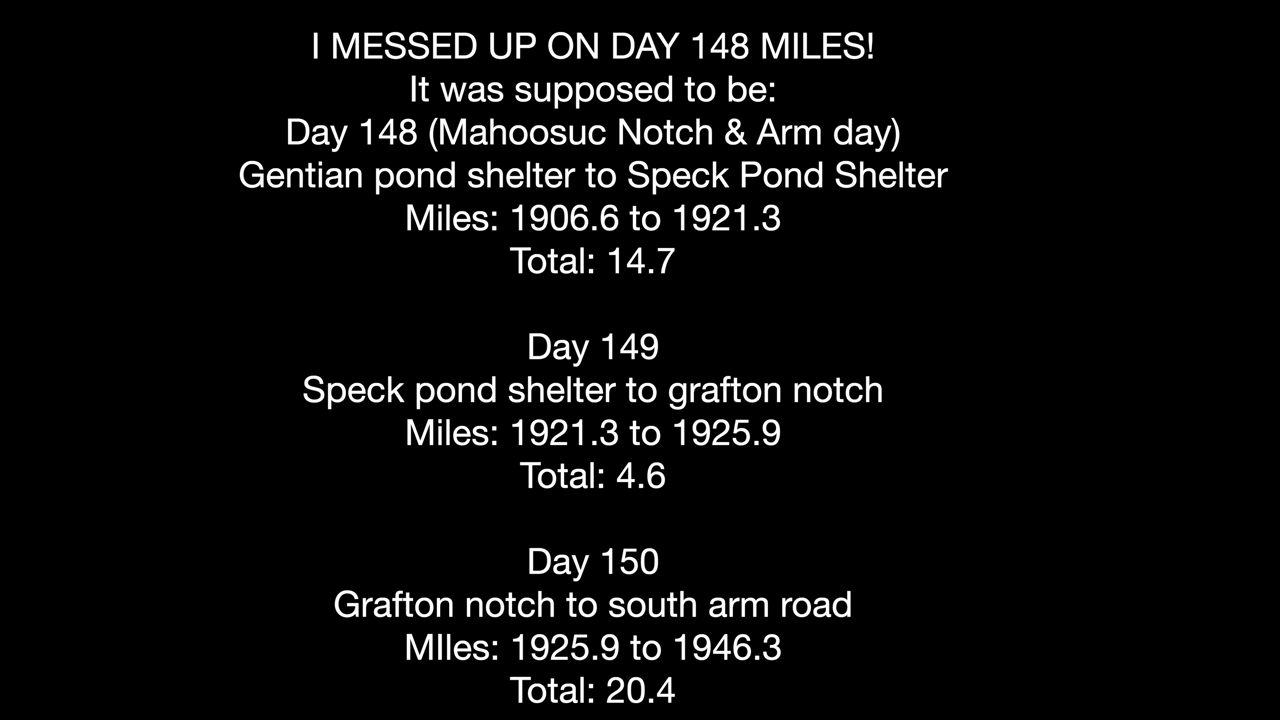 I MESSED UP ON DAY 148 MILES!
It was supposed to be:
Day 148 (Mahoosuc Notch & Arm day)
Gentian pond shelter to Speck Pond Shelter
Miles: 1906.6 to 1921.3
Total: 14.7
Day 149
Speck pond shelter to grafton notch
Miles: 1921.3 to 1925.9
Total: 4.6
Day 150
Grafton notch to south arm road
MIles: 1925.9 to 1946.3
Total: 20.4